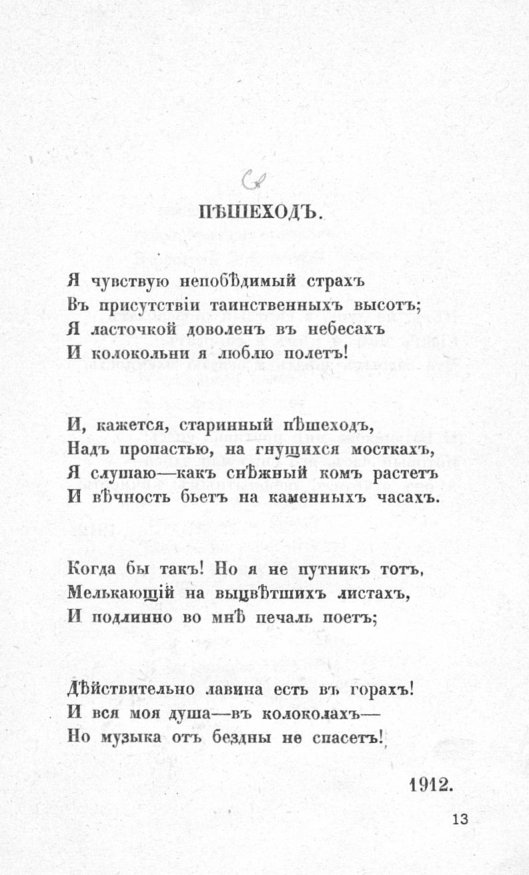 ПѢШЕХОДЪ.
Я чувствую непобѢдимый страхъ
Въ присутствіи таинственныхъ высотъ;
Я ласточкой доволенъ въ небесахъ
И колокольни я люблю полетъ!
И, кажется, старинный пѣшеходъ,
Надъ пропастью, на гнущихся мосткахъ,
Я слушаю—какъ снѣжный комъ растетъ
И вѣчность бьетъ на каменныхъ часахъ.
Когда бы такъ! Но я не путникъ тотъ,
Мелькающій на выцвѣтшихъ листахъ,
И подлинно во мнѣ печаль поетъ;
Дѣйствительно лавина есть въ горахъ!
И вся моя душа—въ колоколахъ—
Но музыка отъ бездны не спасетъ!
1912.
13